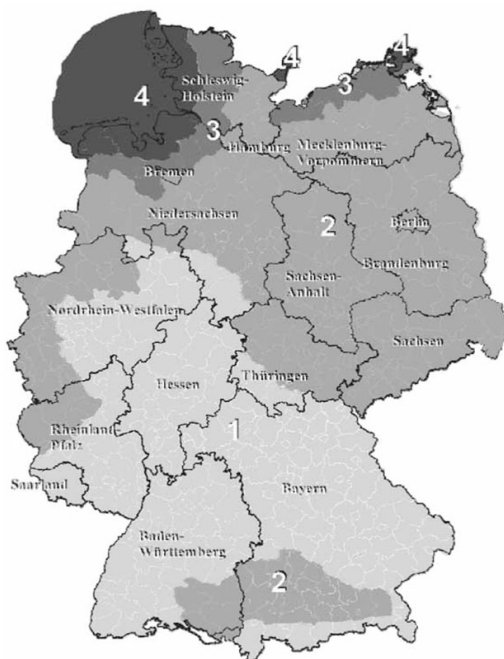 4
4
Schleswig-
Holstein
4
3
3
Hamburg
Mecklenburg-
Vorpommern
Bremen
Niedersachsen
2
Berlin
Brandenburg
Sachsen-
Anhalt
Nordrhein-Westfalen
Sachsen
Hessen
Thüringen
Rheinland-
Pfalz
1
Saarland
Bayern
Baden-
Württemberg
2